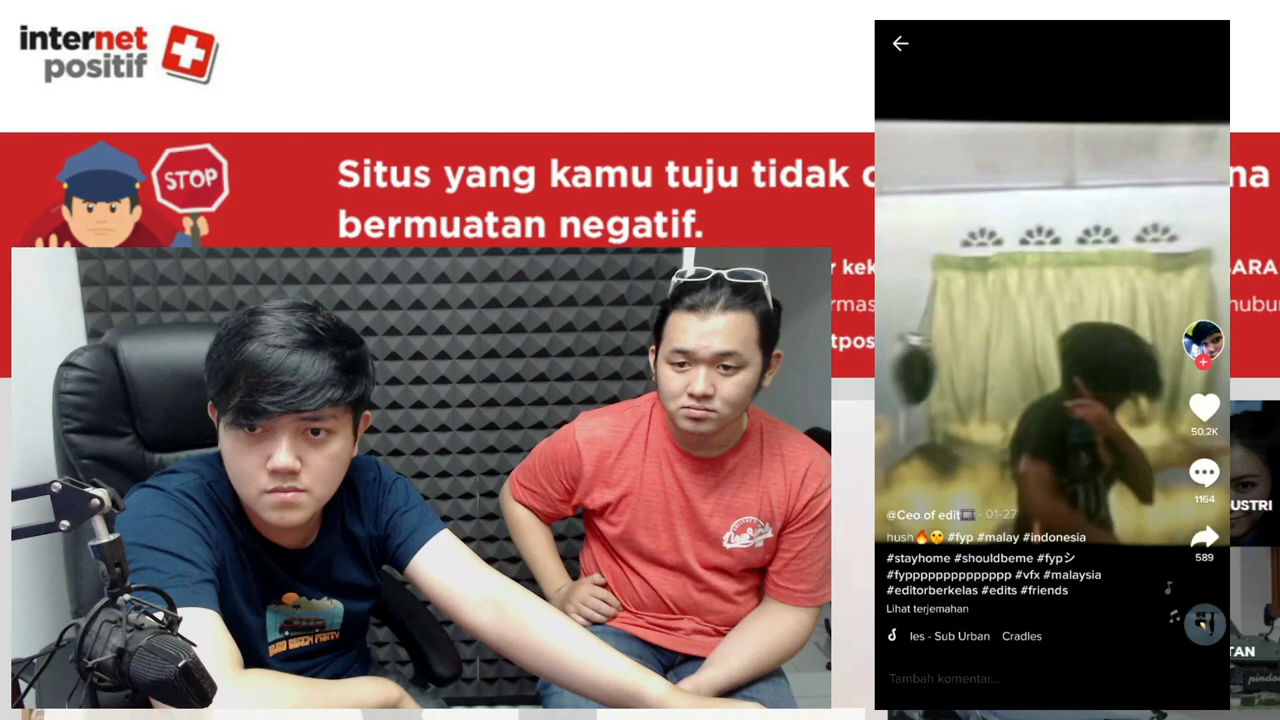 internet
positif
STOP
Situs yang kamu tuju tidak
na
bermuatan negatif.
r kek
ARA
rmas
hubun
tpos
50.2K
1164
@Ceo of edit - 01-27
hush #fyp #malay #indonesia
#stayhome #shouldbeme #fypシ
#fyppppppppppppppp #vfx #malaysia
#editorberkelas #edits #friends
589
Lihat terjemahan
les - Sub Urban Cradles
Tambah komentar...
USTRI
TAN